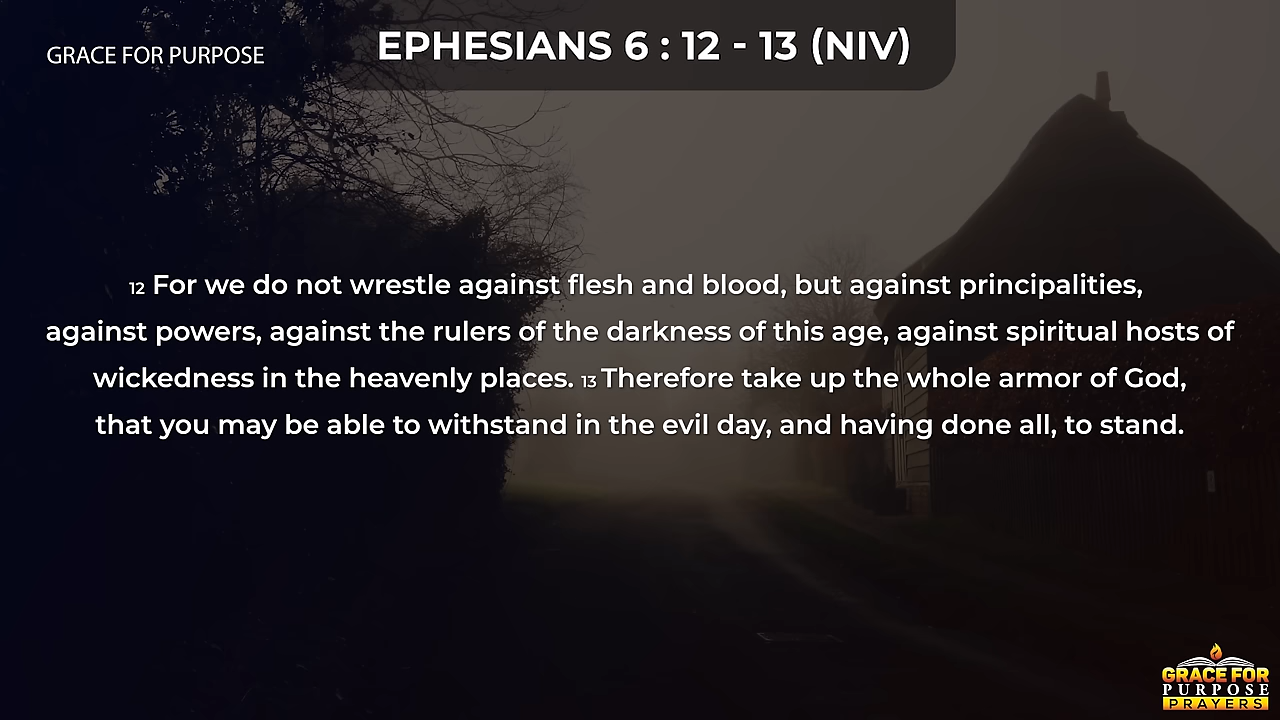 GRACE FOR PURPOSE
EPHESIANS 6 : 12 - 13 (NIV)
12 For we do not wrestle against flesh and blood, but against principalities,
against powers, against the rulers of the darkness of this age, against spiritual hosts of
wickedness in the heavenly places. 13 Therefore take up the whole armor of God,
that you may be able to withstand in the evil day, and having done all, to stand.
GRACE FOR
PURPOSE
PRAYERS